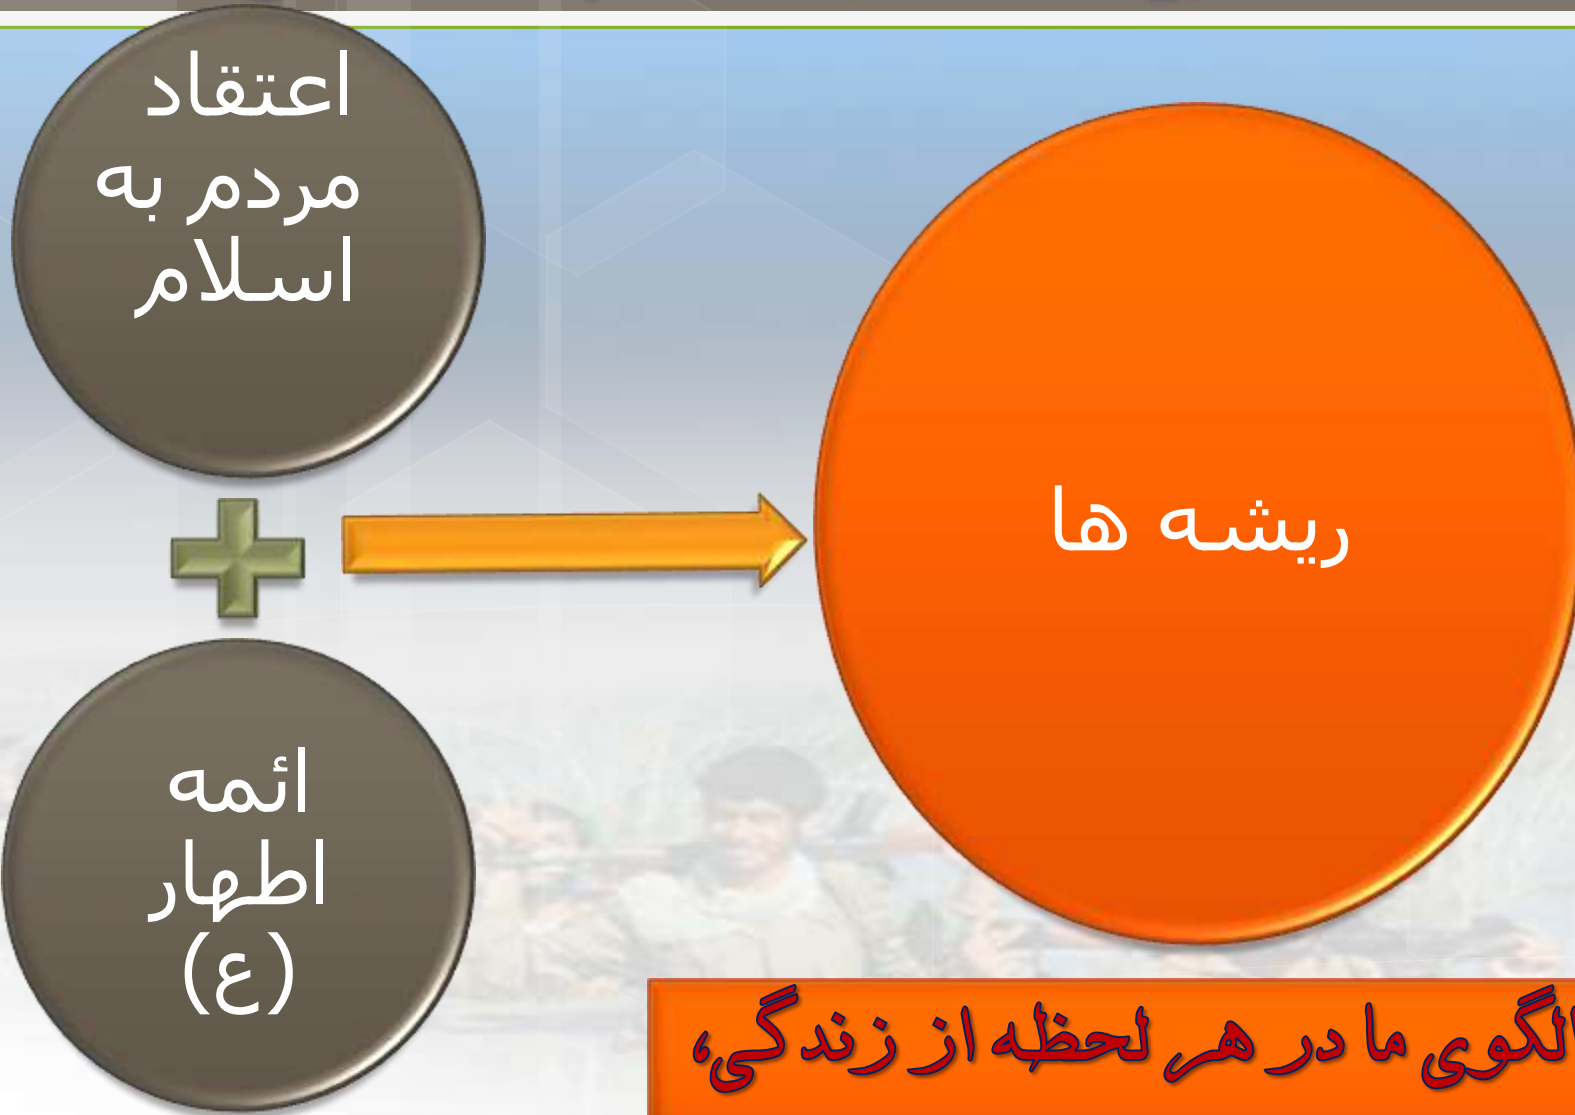 اعتقاد
مردم به
اسلام
ریشه ها
ائمه
اطهار
(ع)
الگوی ما در هر لحظه از زندگی،